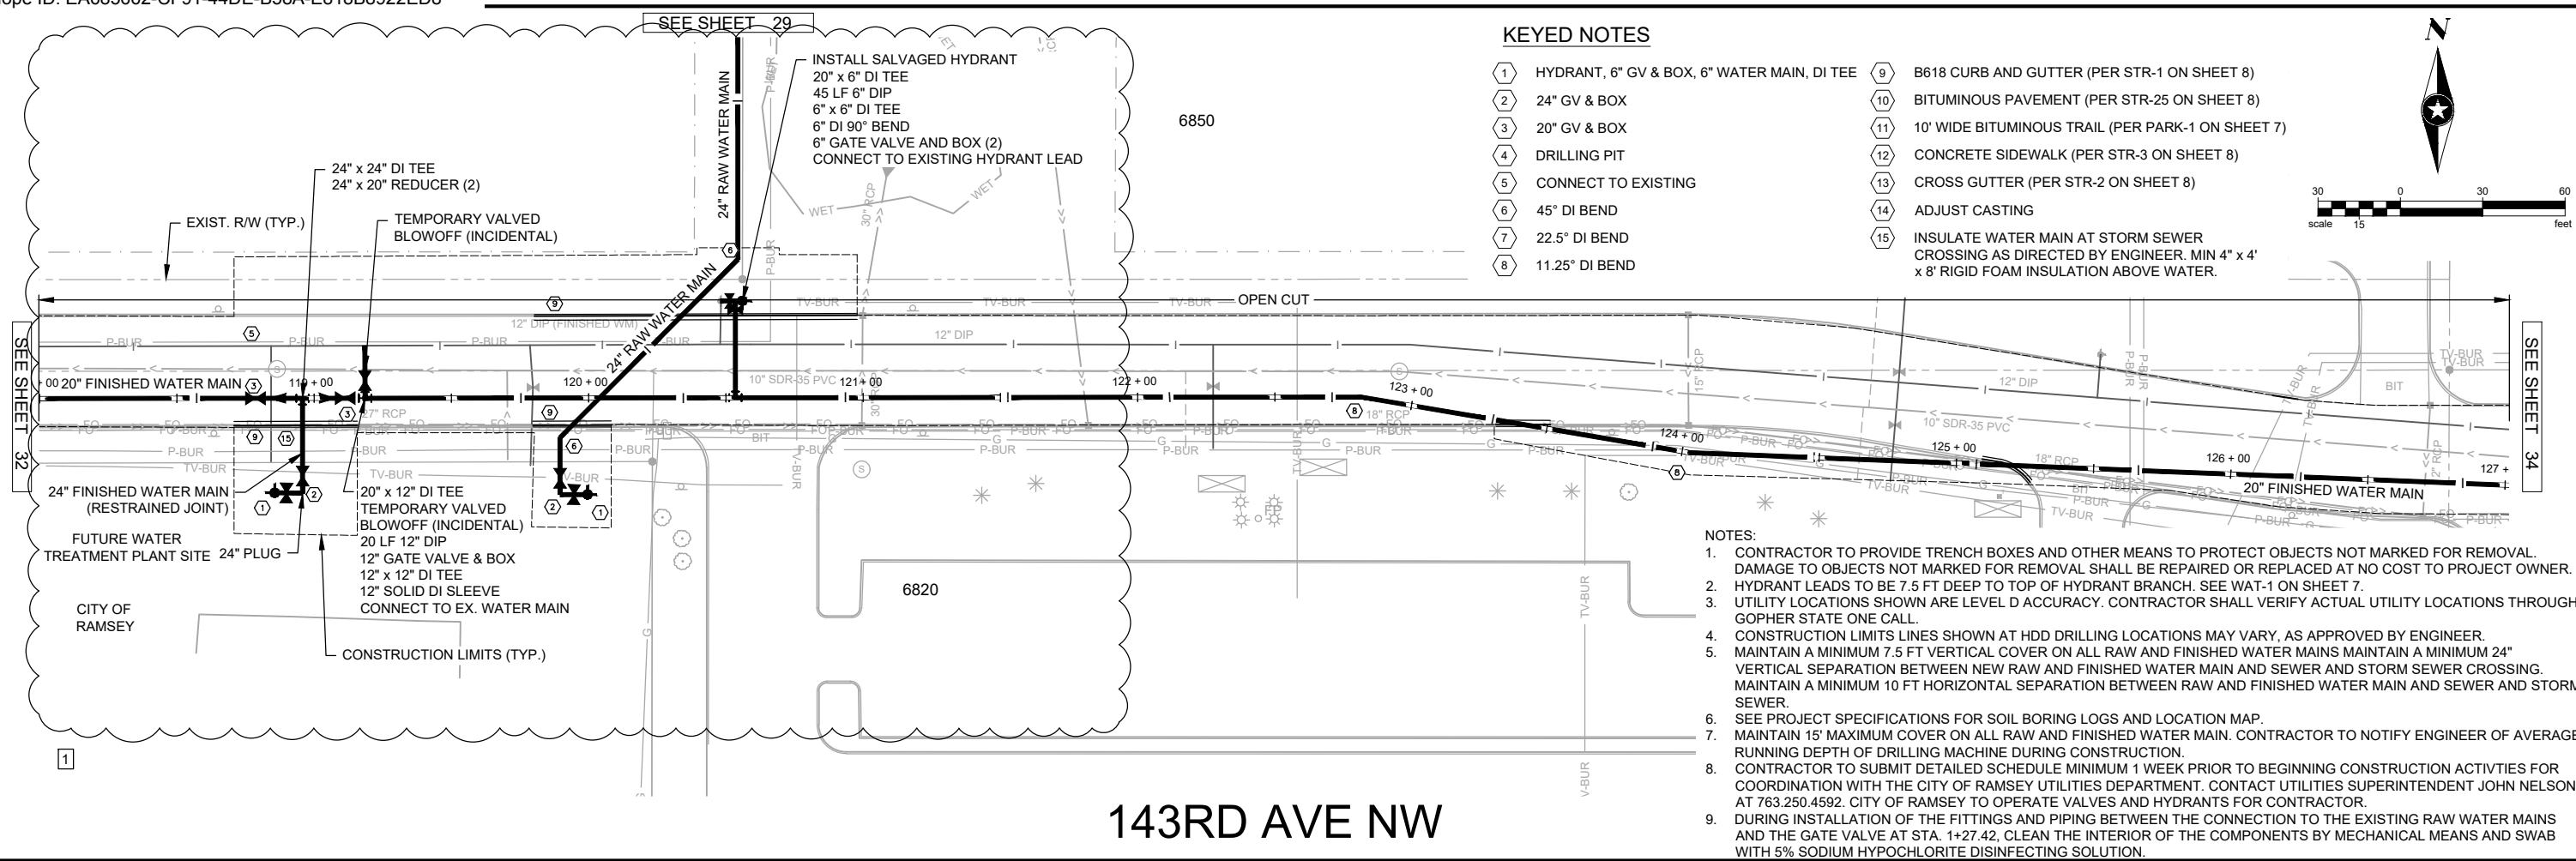 SEE SHEET 29
KEYED NOTES
1 HYDRANT, 6" GV & BOX, 6" WATER MAIN, DI TEE
2 24" GV & BOX
3 20" GV & BOX
4 DRILLING PIT
5 CONNECT TO EXISTING
6 45° DI BEND
7 22.5° DI BEND
8 11.25° DI BEND
9 B618 CURB AND GUTTER (PER STR-1 ON SHEET 8)
10 BITUMINOUS PAVEMENT (PER STR-25 ON SHEET 8)
11 10' WIDE BITUMINOUS TRAIL (PER PARK-1 ON SHEET 7)
12 CONCRETE SIDEWALK (PER STR-3 ON SHEET 8)
13 CROSS GUTTER (PER STR-2 ON SHEET 8)
14 ADJUST CASTING
15 INSULATE WATER MAIN AT STORM SEWER
CROSSING AS DIRECTED BY ENGINEER. MIN 4" x 4'
x 8' RIGID FOAM INSULATION ABOVE WATER.
N
30 0 30 60
scale 15 feet
INSTALL SALVAGED HYDRANT
20" x 6" DI TEE
45 LF 6" DIP
6" x 6" DI TEE
6" DI 90° BEND
6" GATE VALVE AND BOX (2)
CONNECT TO EXISTING HYDRANT LEAD
24" RAW WATER MAIN
6850
24" x 24" DI TEE
24" x 20" REDUCER (2)
EXIST. R/W (TYP.)
TEMPORARY VALVED
BLOWOFF (INCIDENTAL)
WET
WET
30" RCP
P-BUR
24" RAW WATER MAIN
OPEN CUT
TV-BUR
TV-BUR
TV-BUR
12" DIP (FINISHED WM)
12" DIP
P-BUR
P-BUR
P-BUR
P-BUR
SEE SHEET 32
SEE SHEET 34
20" FINISHED WATER MAIN
119 + 00
120 + 00
121 + 00
122 + 00
123 + 00
124 + 00
125 + 00
126 + 00
127 +
10" SDR-35 PVC
10" SDR-35 PVC
12" DIP
15" RCP
27" RCP
18" RCP
18" RCP
BIT
BIT
20" FINISHED WATER MAIN
24" FINISHED WATER MAIN
(RESTRAINED JOINT)
FUTURE WATER
TREATMENT PLANT SITE
24" PLUG
20" x 12" DI TEE
TEMPORARY VALVED
BLOWOFF (INCIDENTAL)
20 LF 12" DIP
12" GATE VALVE & BOX
12" x 12" DI TEE
12" SOLID DI SLEEVE
CONNECT TO EX. WATER MAIN
CITY OF
RAMSEY
CONSTRUCTION LIMITS (TYP.)
6820
1
143RD AVE NW
NOTES:
1. CONTRACTOR TO PROVIDE TRENCH BOXES AND OTHER MEANS TO PROTECT OBJECTS NOT MARKED FOR REMOVAL.
DAMAGE TO OBJECTS NOT MARKED FOR REMOVAL SHALL BE REPAIRED OR REPLACED AT NO COST TO PROJECT OWNER.
2. HYDRANT LEADS TO BE 7.5 FT DEEP TO TOP OF HYDRANT BRANCH. SEE WAT-1 ON SHEET 7.
3. UTILITY LOCATIONS SHOWN ARE LEVEL D ACCURACY. CONTRACTOR SHALL VERIFY ACTUAL UTILITY LOCATIONS THROUGH
GOPHER STATE ONE CALL.
4. CONSTRUCTION LIMITS LINES SHOWN AT HDD DRILLING LOCATIONS MAY VARY, AS APPROVED BY ENGINEER.
5. MAINTAIN A MINIMUM 7.5 FT VERTICAL COVER ON ALL RAW AND FINISHED WATER MAINS MAINTAIN A MINIMUM 24"
VERTICAL SEPARATION BETWEEN NEW RAW AND FINISHED WATER MAIN AND SEWER AND STORM SEWER CROSSING.
MAINTAIN A MINIMUM 10 FT HORIZONTAL SEPARATION BETWEEN RAW AND FINISHED WATER MAIN AND SEWER AND STORM
SEWER.
6. SEE PROJECT SPECIFICATIONS FOR SOIL BORING LOGS AND LOCATION MAP.
7. MAINTAIN 15' MAXIMUM COVER ON ALL RAW AND FINISHED WATER MAIN. CONTRACTOR TO NOTIFY ENGINEER OF AVERAGE
RUNNING DEPTH OF DRILLING MACHINE DURING CONSTRUCTION.
8. CONTRACTOR TO SUBMIT DETAILED SCHEDULE MINIMUM 1 WEEK PRIOR TO BEGINNING CONSTRUCTION ACTIVTIES FOR
COORDINATION WITH THE CITY OF RAMSEY UTILITIES DEPARTMENT. CONTACT UTILITIES SUPERINTENDENT JOHN NELSON
AT 763.250.4592. CITY OF RAMSEY TO OPERATE VALVES AND HYDRANTS FOR CONTRACTOR.
9. DURING INSTALLATION OF THE FITTINGS AND PIPING BETWEEN THE CONNECTION TO THE EXISTING RAW WATER MAINS
AND THE GATE VALVE AT STA. 1+27.42, CLEAN THE INTERIOR OF THE COMPONENTS BY MECHANICAL MEANS AND SWAB
WITH 5% SODIUM HYPOCHLORITE DISINFECTING SOLUTION.